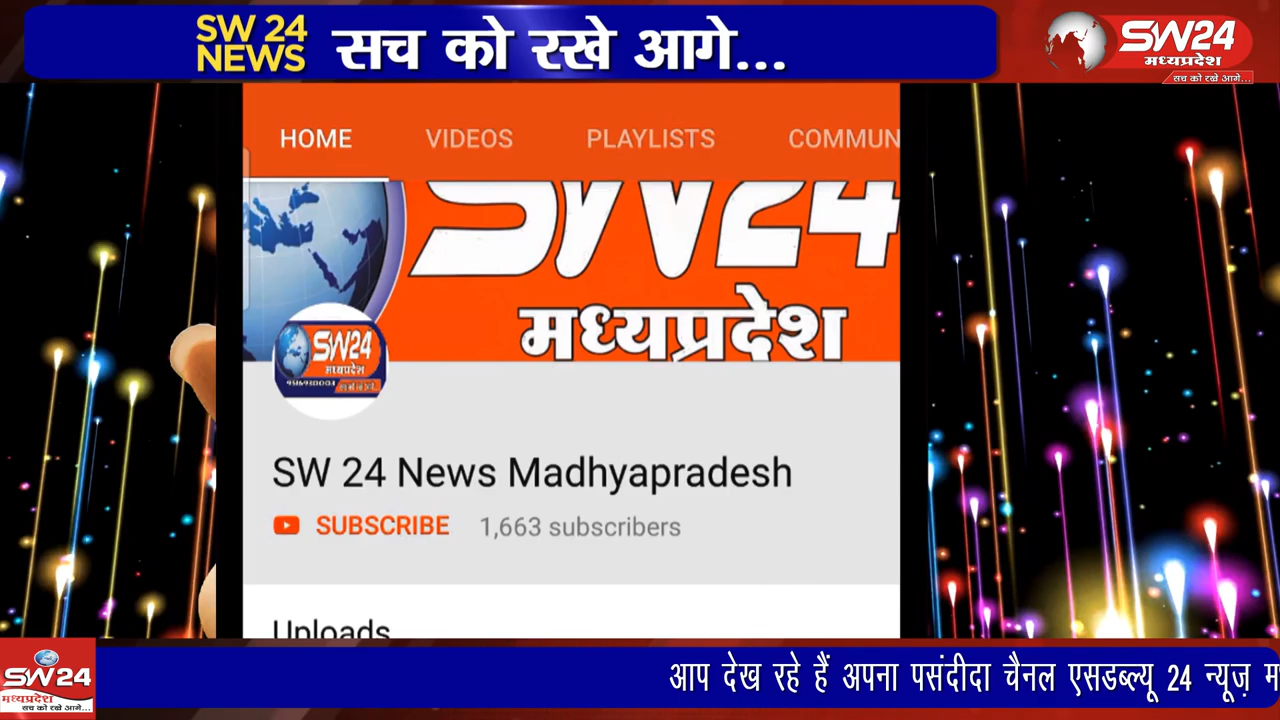 SW 24
NEWS
सच को रखे आगे...
SW24
मध्यप्रदेश
सच को रखे आगे...
HOME VIDEOS PLAYLISTS COMMUN
SW24
मध्यप्रदेश
SW24
मध्यप्रदेश
SW 24 News Madhyapradesh
SUBSCRIBE 1,663 subscribers
Uploads
SW24
मध्यप्रदेश
सच को रखे आगे...
आप देख रहे हैं अपना पसंदीदा चैनल एसडब्ल्यू 24 न्यूज़ म